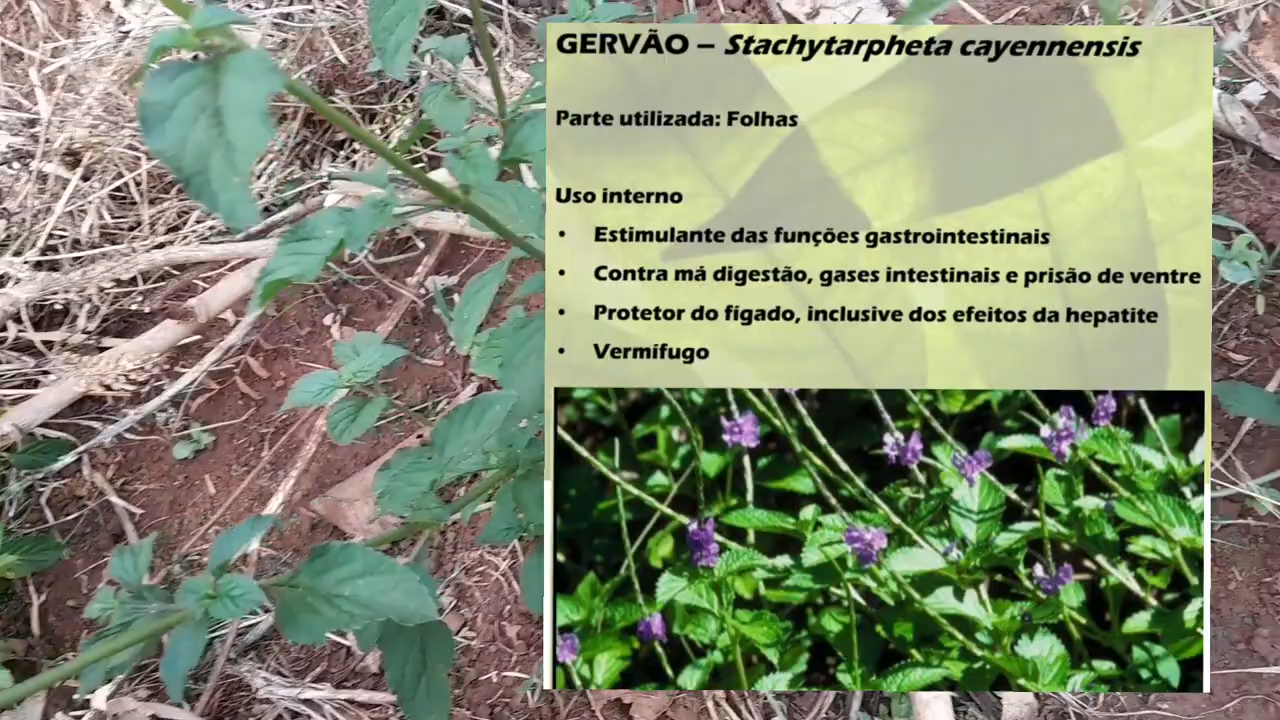 GERVÃO – Stachytarpheta cayennensis
Parte utilizada: Folhas
Uso interno
• Estimulante das funções gastrointestinais
• Contra má digestão, gases intestinais e prisão de ventre
• Protetor do fígado, inclusive dos efeitos da hepatite
• Vermífugo